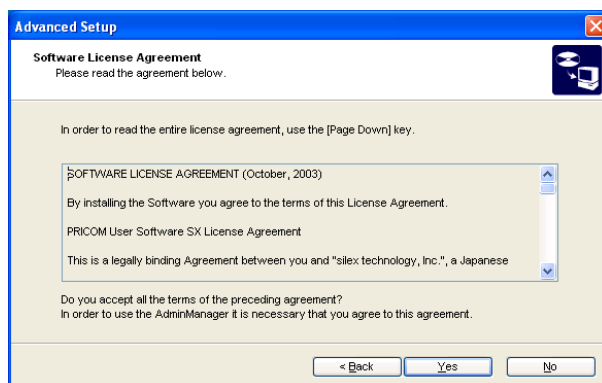 Advanced Setup
Software License Agreement
Please read the agreement below.
In order to read the entire license agreement, use the [Page Down] key.
SOFTWARE LICENSE AGREEMENT (October, 2003)
By installing the Software you agree to the terms of this License Agreement.
PRICOM User Software SX License Agreement
This is a legally binding Agreement between you and "silex technology, Inc.", a Japanese
Do you accept all the terms of the preceding agreement?
In order to use the AdminManager it is necessary that you agree to this agreement.
< Back Yes No